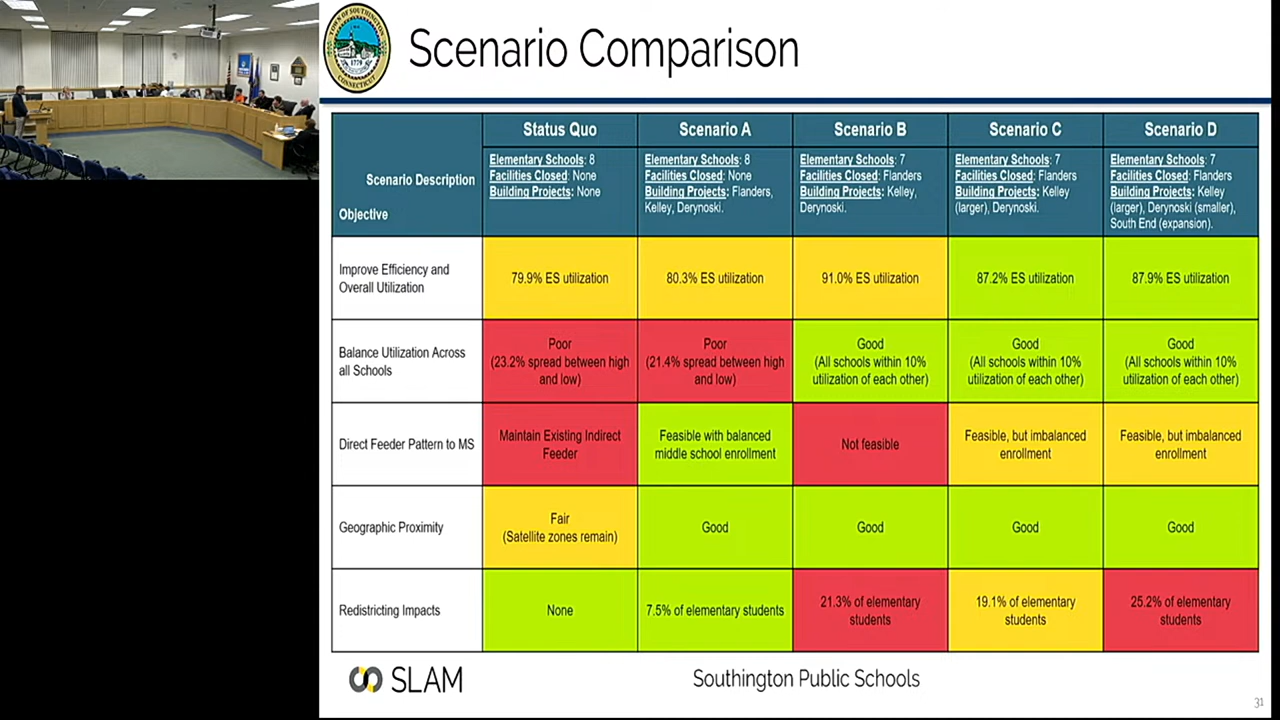 TOWN OF SOUTHINGTON
1779
CONNECTICUT
Scenario Comparison
Scenario Description
Objective
Status Quo
Scenario A
Scenario B
Scenario C
Scenario D
Elementary Schools: 8
Facilities Closed: None
Building Projects: None
Elementary Schools: 8
Facilities Closed: None
Building Projects: Flanders,
Kelley, Derynoski.
Elementary Schools: 7
Facilities Closed: Flanders
Building Projects: Kelley,
Derynoski.
Elementary Schools: 7
Facilities Closed: Flanders
Building Projects: Kelley
(larger), Derynoski.
Elementary Schools: 7
Facilities Closed: Flanders
Building Projects: Kelley
(larger), Derynoski (smaller),
South End (expansion).
Improve Efficiency and
Overall Utilization
79.9% ES utilization
80.3% ES utilization
91.0% ES utilization
87.2% ES utilization
87.9% ES utilization
Balance Utilization Across
all Schools
Poor
(23.2% spread between high
and low)
Poor
(21.4% spread between high
and low)
Good
(All schools within 10%
utilization of each other)
Good
(All schools within 10%
utilization of each other)
Good
(All schools within 10%
utilization of each other)
Direct Feeder Pattern to MS
Maintain Existing Indirect
Feeder
Feasible with balanced
middle school enrollment
Not feasible
Feasible, but imbalanced
enrollment
Feasible, but imbalanced
enrollment
Geographic Proximity
Fair
(Satellite zones remain)
Good
Good
Good
Good
Redistricting Impacts
None
7.5% of elementary students
21.3% of elementary
students
19.1% of elementary
students
25.2% of elementary
students
SLAM
Southington Public Schools
31